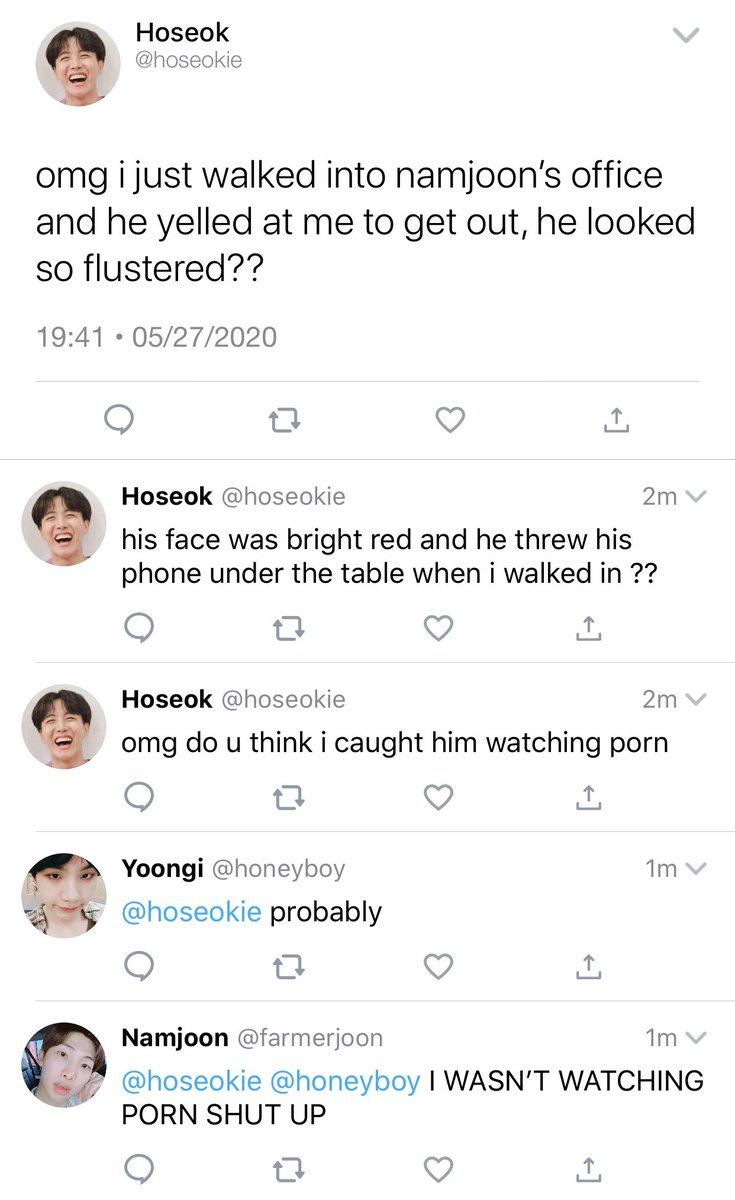 Hoseok
@hoseokie
omg i just walked into namjoon’s office
and he yelled at me to get out, he looked
so flustered??
19:41 • 05/27/2020
Hoseok @hoseokie 2m
his face was bright red and he threw his
phone under the table when i walked in ??
Hoseok @hoseokie 2m
omg do u think i caught him watching porn
Yoongi @honeyboy 1m
@hoseokie probably
Namjoon @farmerjoon 1m
@hoseokie @honeyboy I WASN’T WATCHING
PORN SHUT UP